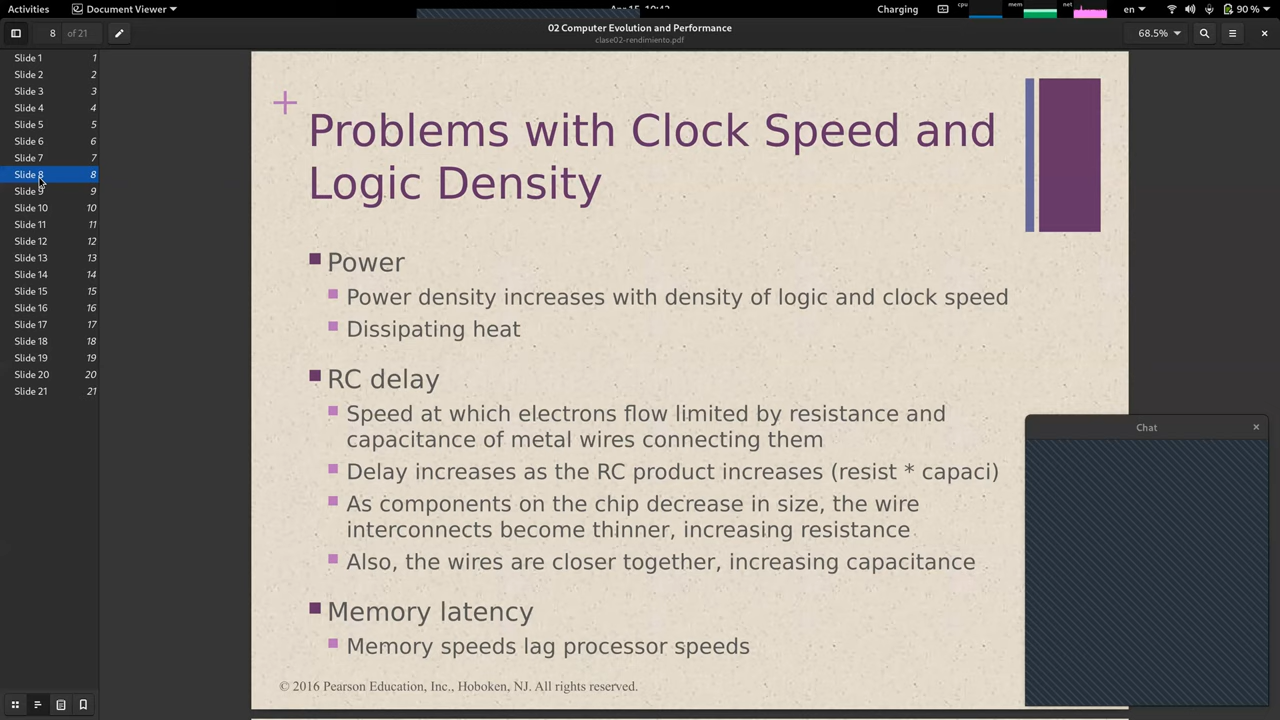 Activities Document Viewer Charging cpu mem net en 90 %
8 of 21 02 Computer Evolution and Performance 68.5%
clase02-rendimiento.pdf
Slide 1 1
Slide 2 2
Slide 3 3
Slide 4 4
Slide 5 5
Slide 6 6
Slide 7 7
Slide 8 8
Slide 9 9
Slide 10 10
Slide 11 11
Slide 12 12
Slide 13 13
Slide 14 14
Slide 15 15
Slide 16 16
Slide 17 17
Slide 18 18
Slide 19 19
Slide 20 20
Slide 21 21
+
Problems with Clock Speed and
Logic Density
Power
Power density increases with density of logic and clock speed
Dissipating heat
RC delay
Speed at which electrons flow limited by resistance and
capacitance of metal wires connecting them
Delay increases as the RC product increases (resist * capaci)
As components on the chip decrease in size, the wire
interconnects become thinner, increasing resistance
Also, the wires are closer together, increasing capacitance
Memory latency
Memory speeds lag processor speeds
© 2016 Pearson Education, Inc., Hoboken, NJ. All rights reserved.
Chat